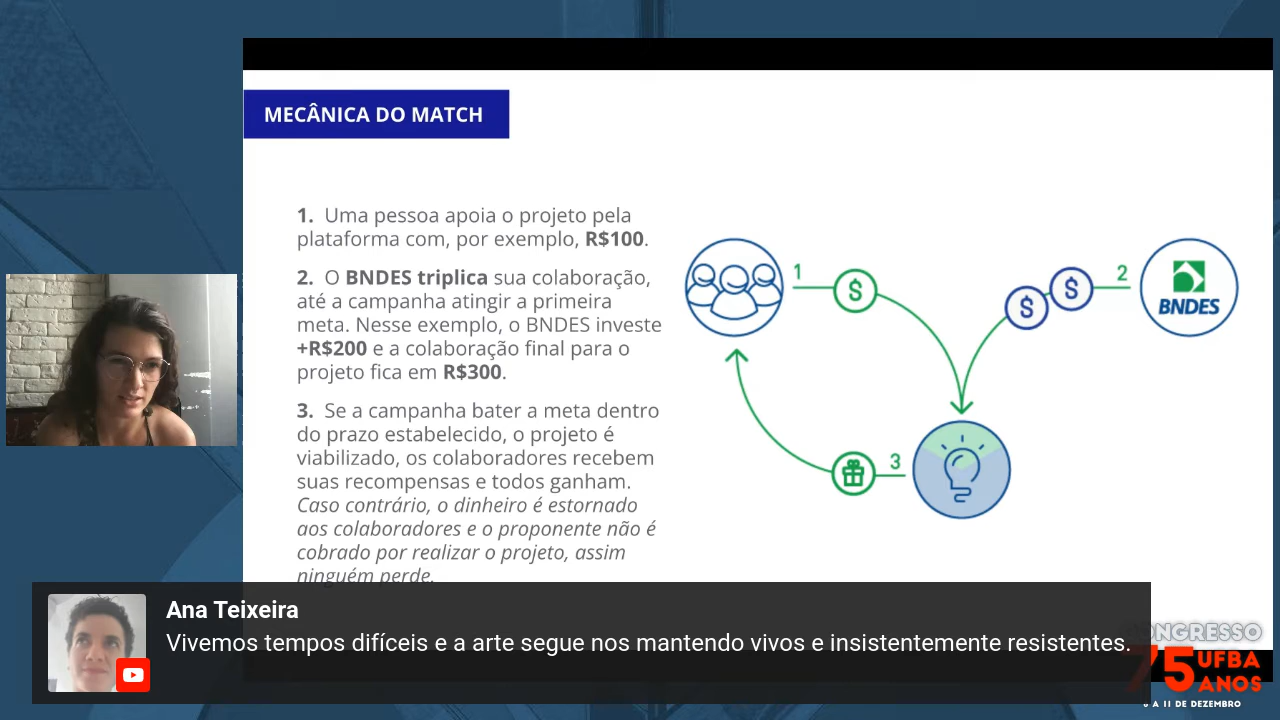 MECÂNICA DO MATCH
1. Uma pessoa apoia o projeto pela
plataforma com, por exemplo, R$100.
2. O BNDES triplica sua colaboração,
até a campanha atingir a primeira
meta. Nesse exemplo, o BNDES investe
+R$200 e a colaboração final para o
projeto fica em R$300.
3. Se a campanha bater a meta dentro
do prazo estabelecido, o projeto é
viabilizado, os colaboradores recebem
suas recompensas e todos ganham.
Caso contrário, o dinheiro é estornado
aos colaboradores e o proponente não é
cobrado por realizar o projeto, assim
ninguém perde.
1
$
$
$
2
BNDES
3
Ana Teixeira
Vivemos tempos difíceis e a arte segue nos mantendo vivos e insistentemente resistentes.
CONGRESSO
75 UFBA
ANOS
6 A 11 DE DEZEMBRO